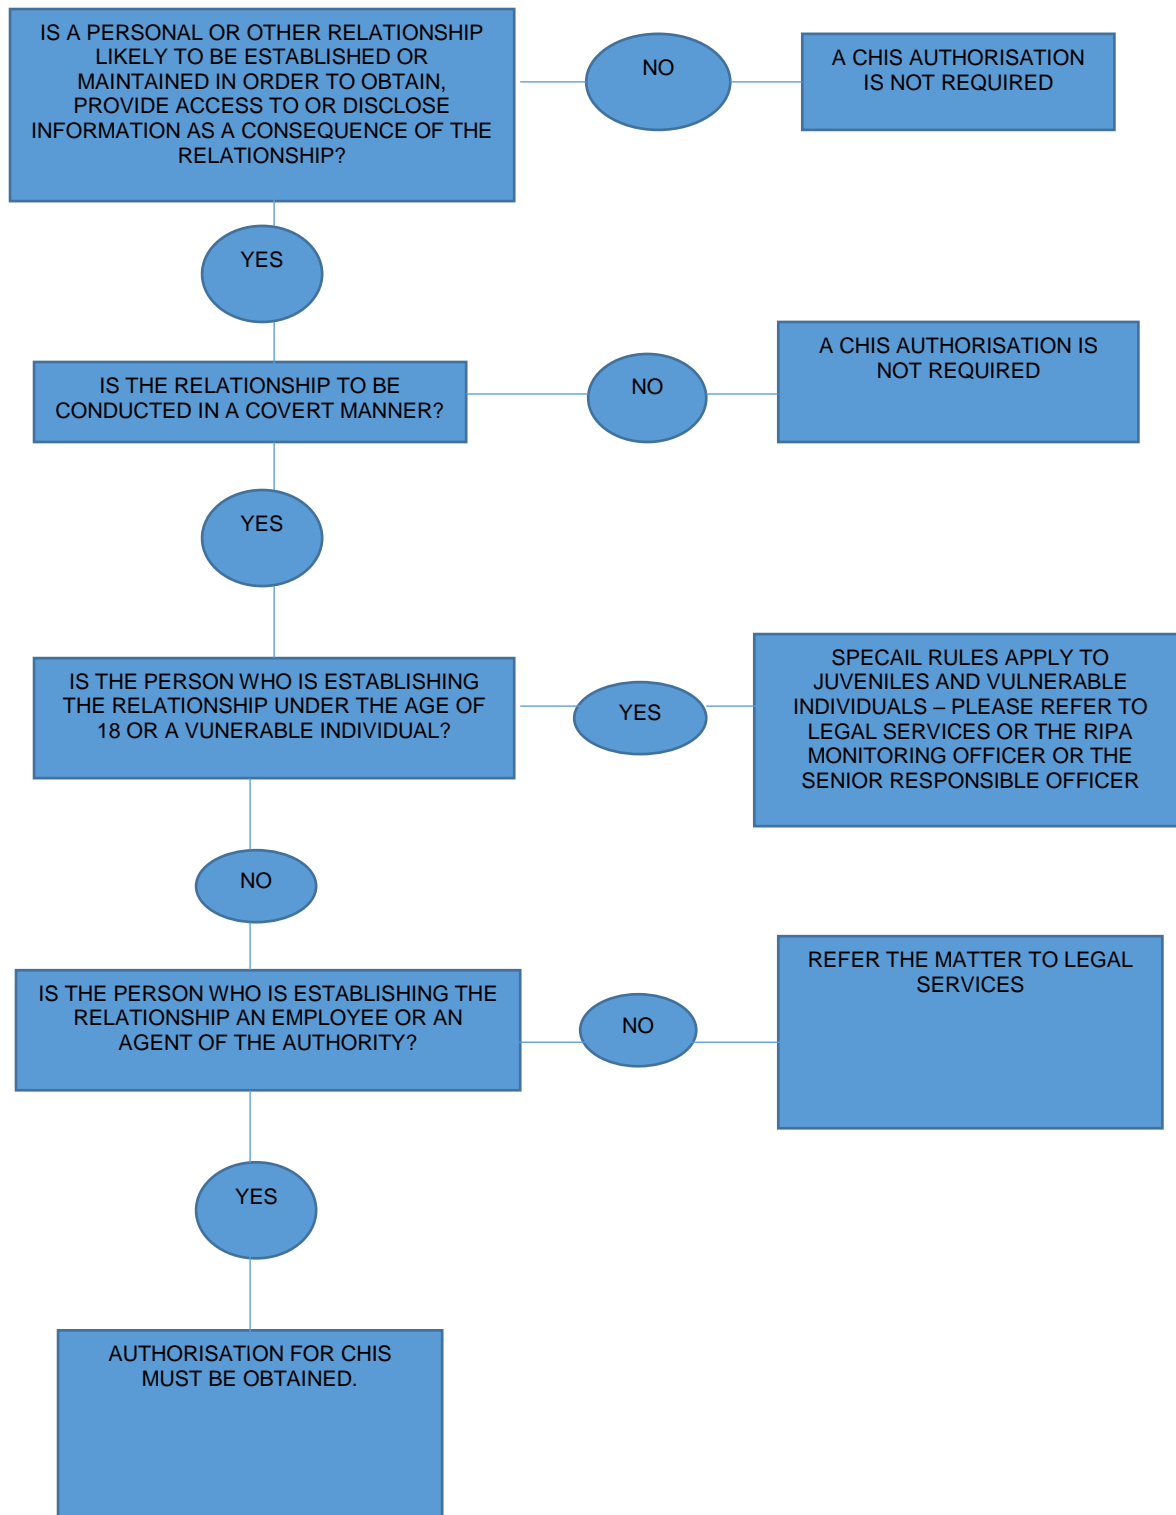 IS A PERSONAL OR OTHER RELATIONSHIP
LIKELY TO BE ESTABLISHED OR
MAINTAINED IN ORDER TO OBTAIN,
PROVIDE ACCESS TO OR DISCLOSE
INFORMATION AS A CONSEQUENCE OF THE
RELATIONSHIP?
NO
A CHIS AUTHORISATION
IS NOT REQUIRED
YES
IS THE RELATIONSHIP TO BE
CONDUCTED IN A COVERT MANNER?
NO
A CHIS AUTHORISATION IS
NOT REQUIRED
YES
IS THE PERSON WHO IS ESTABLISHING
THE RELATIONSHIP UNDER THE AGE OF
18 OR A VUNERABLE INDIVIDUAL?
YES
SPECAIL RULES APPLY TO
JUVENILES AND VULNERABLE
INDIVIDUALS – PLEASE REFER TO
LEGAL SERVICES OR THE RIPA
MONITORING OFFICER OR THE
SENIOR RESPONSIBLE OFFICER
NO
IS THE PERSON WHO IS ESTABLISHING THE
RELATIONSHIP AN EMPLOYEE OR AN
AGENT OF THE AUTHORITY?
NO
REFER THE MATTER TO LEGAL
SERVICES
YES
AUTHORISATION FOR CHIS
MUST BE OBTAINED.